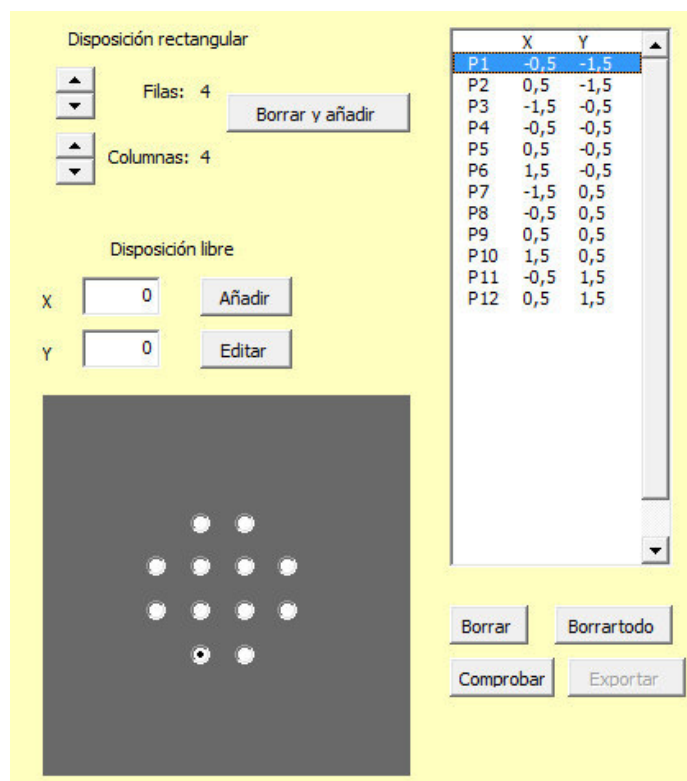 Disposición rectangular
Filas: 4
Borrar y añadir
Columnas: 4
Disposición libre
X 0 Añadir
Y 0 Editar
X Y
P1 -0,5 -1,5
P2 0,5 -1,5
P3 -1,5 -0,5
P4 -0,5 -0,5
P5 0,5 -0,5
P6 1,5 -0,5
P7 -1,5 0,5
P8 -0,5 0,5
P9 0,5 0,5
P10 1,5 0,5
P11 -0,5 1,5
P12 0,5 1,5
Borrar Borrartodo
Comprobar Exportar